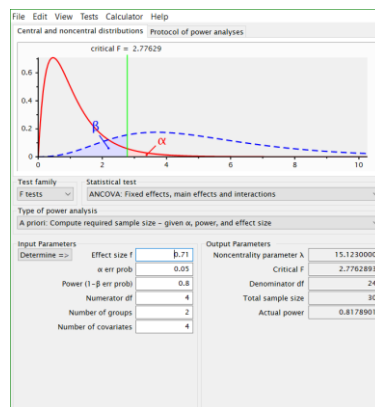 File Edit View Tests Calculator Help
Central and noncentral distributions Protocol of power analyses
critical F = 2.77629
0.6
0.4
0.2
0
β
α
0 2 4 6 8 10
Test family Statistical test
F tests ANCOVA: Fixed effects, main effects and interactions
Type of power analysis
A priori: Compute required sample size – given α, power, and effect size
Input Parameters Output Parameters
Determine => Effect size f 0.71 Noncentrality parameter λ 15.1230000
α err prob 0.05 Critical F 2.7762893
Power (1-β err prob) 0.8 Denominator df 24
Numerator df 4 Total sample size 30
Number of groups 2 Actual power 0.8178901
Number of covariates 4